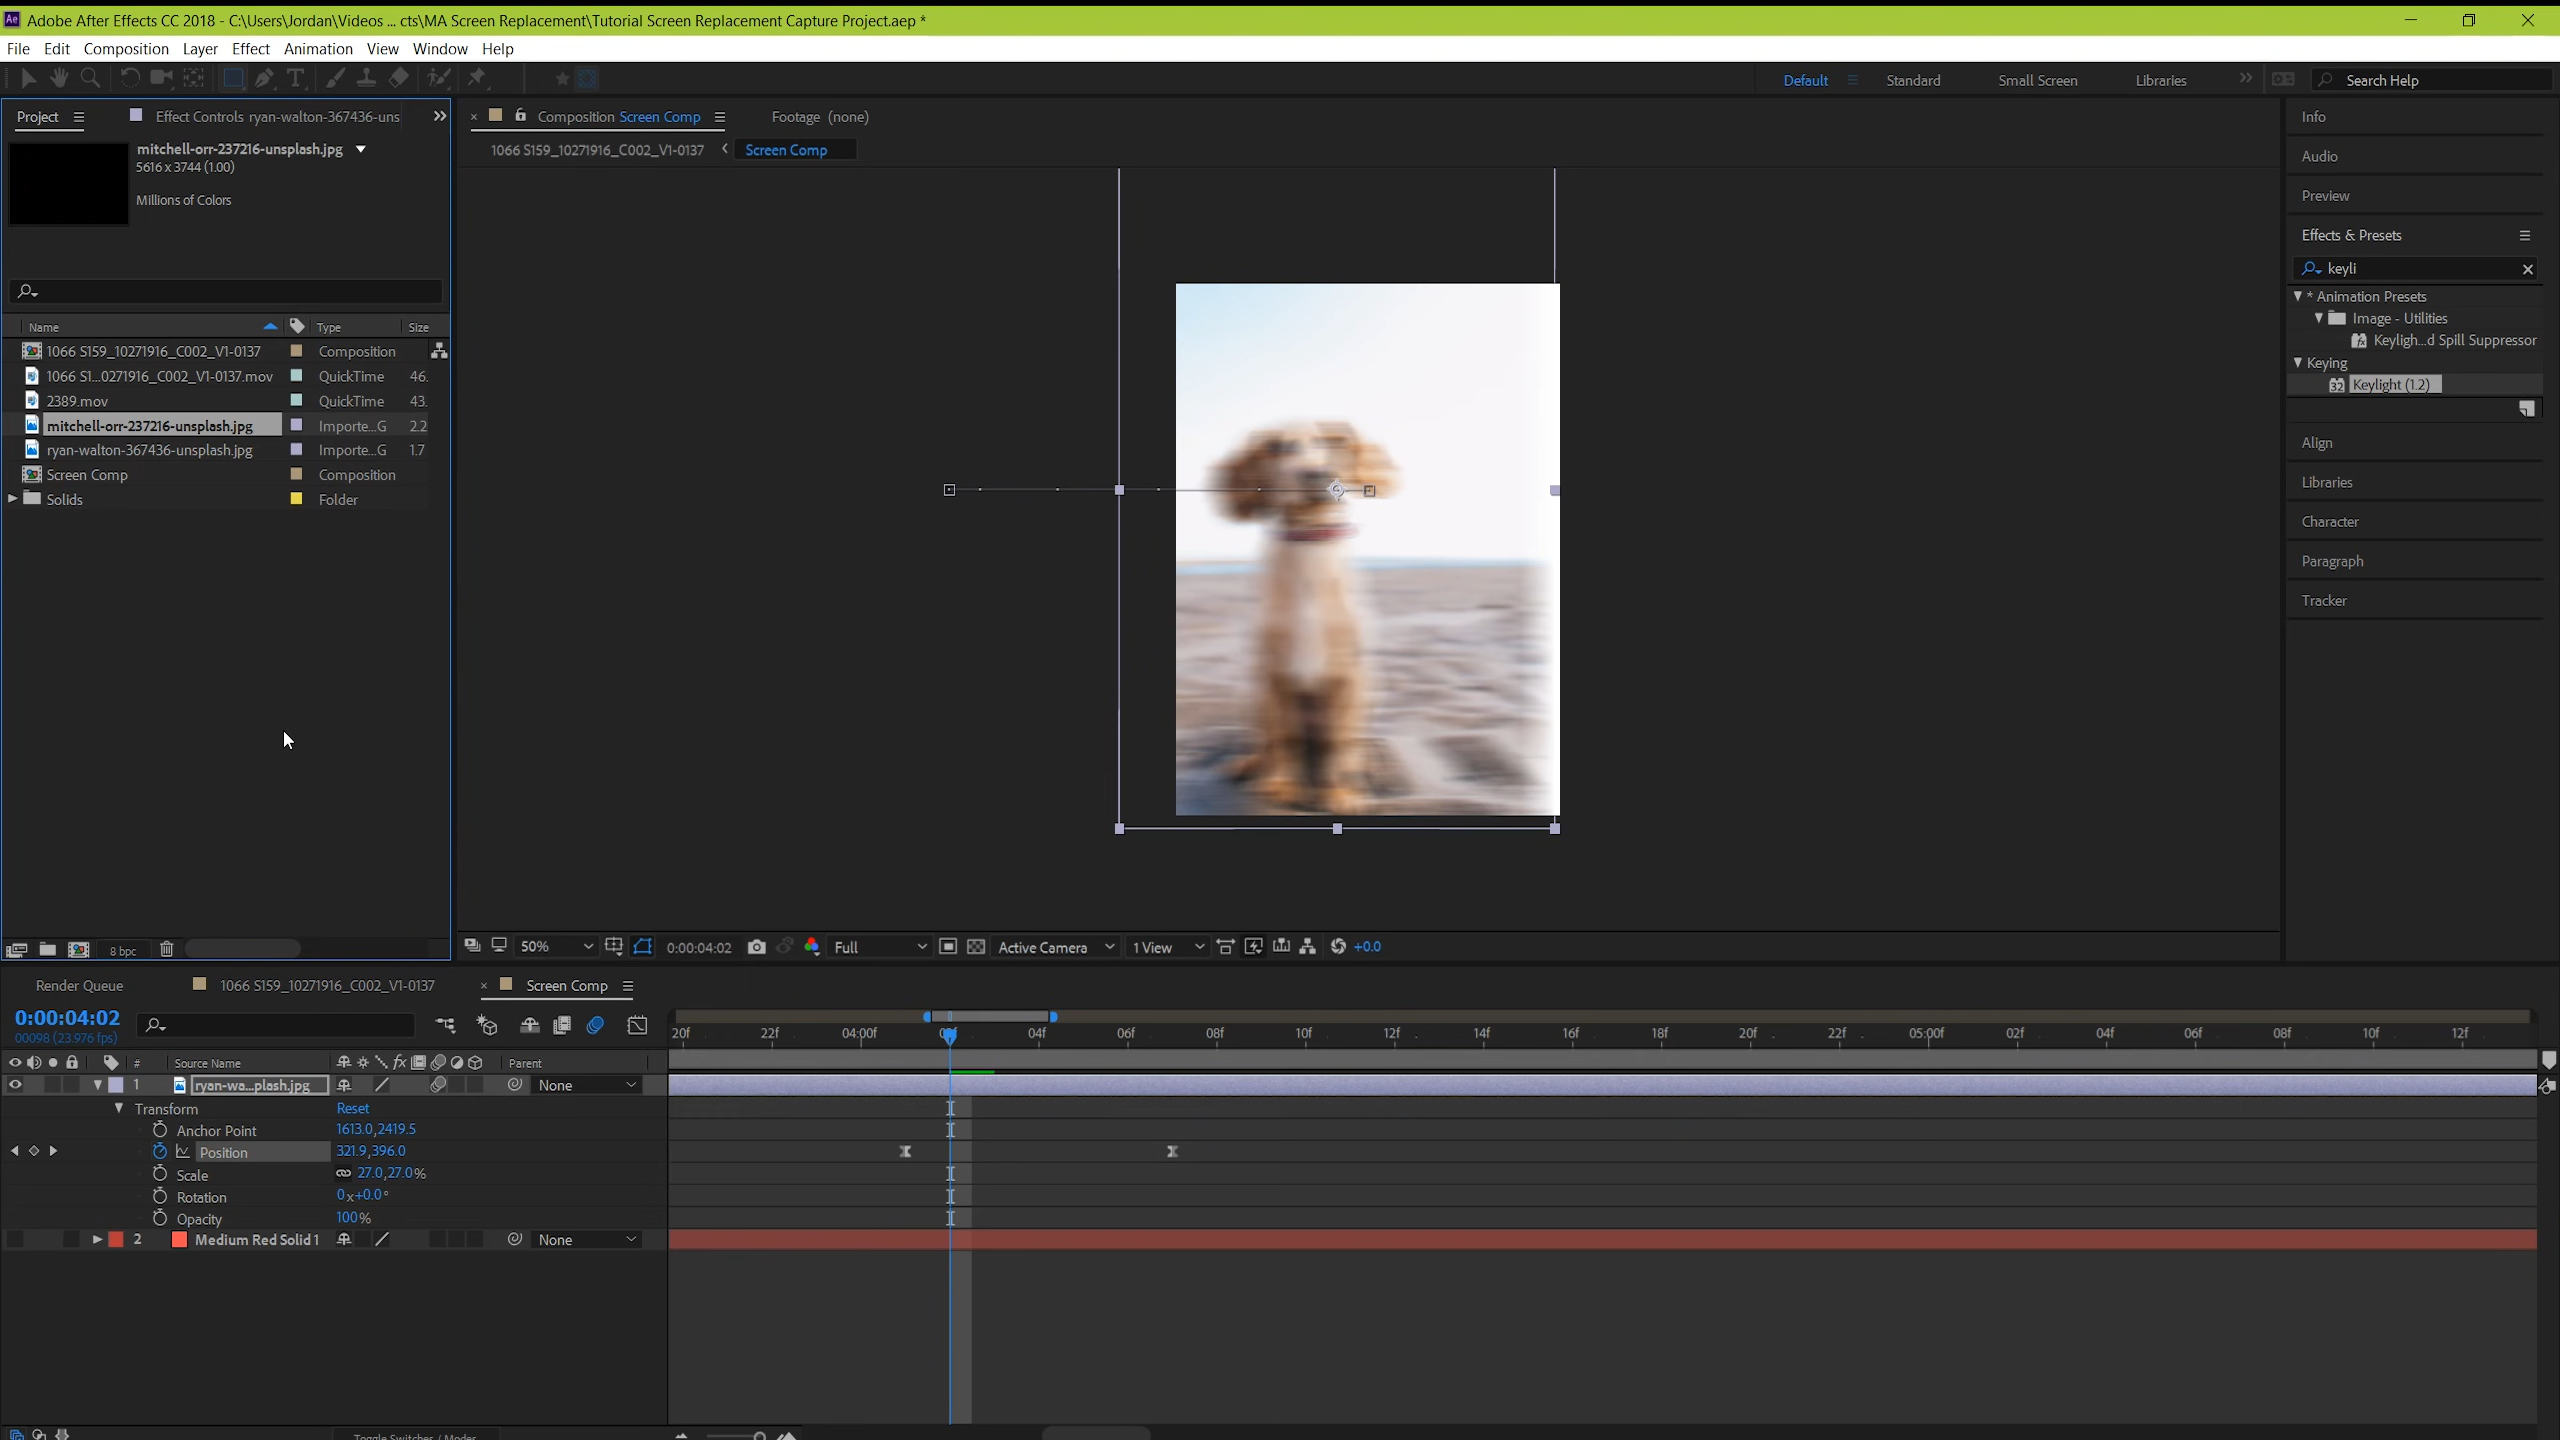 Adobe After Effects CC 2018 - C:\Users\Jordan\Videos ... cts\MA Screen Replacement\Tutorial Screen Replacement Capture Project.aep *
File Edit Composition Layer Effect Animation View Window Help
Default Standard Small Screen Libraries Search Help
Project Effect Controls ryan-walton-367436-uns
Composition Screen Comp Footage (none)
1066 S159_10271916_C002_V1-0137 Screen Comp
mitchell-orr-237216-unsplash.jpg
5616 x 3744 (1.00)
Millions of Colors
Name Type Size
1066 S159_10271916_C002_V1-0137 Composition
1066 S1...0271916_C002_V1-0137.mov QuickTime 46.
2389.mov QuickTime 43.
mitchell-orr-237216-unsplash.jpg Importe...G 2.2
ryan-walton-367436-unsplash.jpg Importe...G 1.7
Screen Comp Composition
Solids Folder
8 bpc
50% 0:00:04:02 Full Active Camera 1 View +0.0
Info
Audio
Preview
Effects & Presets
keyli
* Animation Presets
Image - Utilities
Keyligh...d Spill Suppressor
Keying
32 Keylight (1.2)
Align
Libraries
Character
Paragraph
Tracker
Render Queue 1066 S159_10271916_C002_V1-0137 Screen Comp
0:00:04:02
00098 (23.976 fps)
20f 22f 04:00f 04f 06f 08f 10f 12f 14f 16f 18f 20f 22f 05:00f 02f 04f 06f 08f 10f 12f
# Source Name fx Parent
1 ryan-wa...plash.jpg None
Transform Reset
Anchor Point 1613.0,2419.5
Position 321.9,396.0
Scale 27.0,27.0%
Rotation 0x+0.0°
Opacity 100%
2 Medium Red Solid 1 None
Toggle Switches / Modes